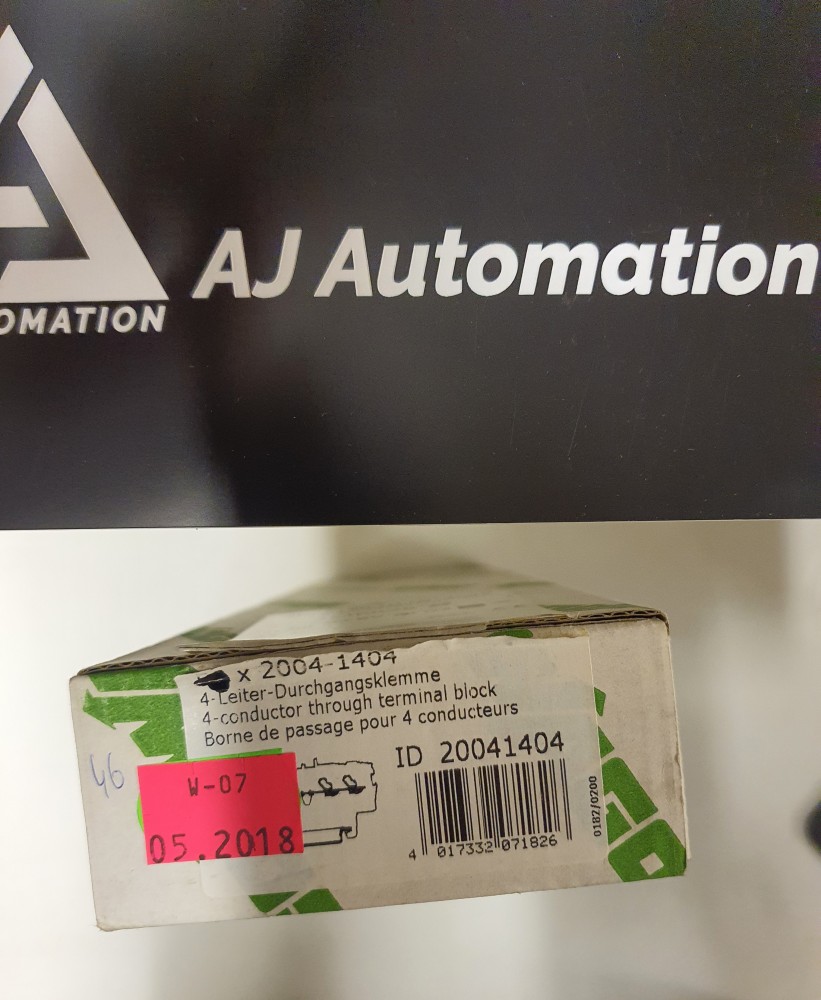 AJ Automation
OMATION
x 2004-1404
4-Leiter-Durchgangsklemme
4-conductor through terminal block
Borne de passage pour 4 conducteurs
ID 20041404
46
W-07
05.2018
0182/0200
4 017332 071826